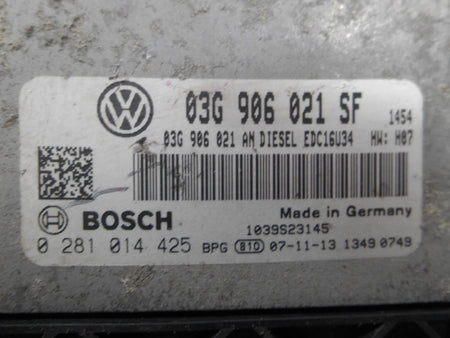 03G 906 021 SF 1454
03G 906 021 AN DIESEL EDC16U34 HW: H07
BOSCH Made in Germany
1039S23145
0 281 014 425 BPG 810 07-11-13 1349 0749